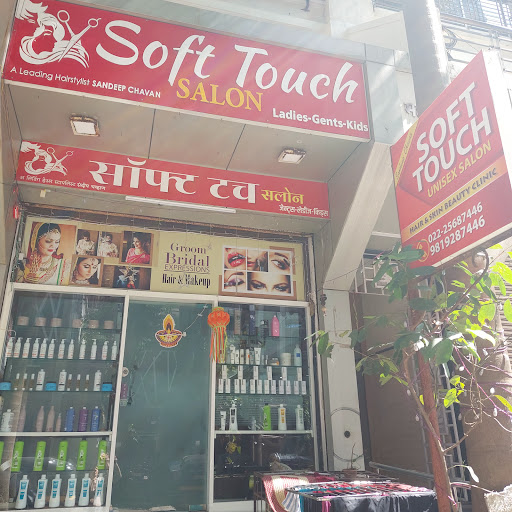 Soft Touch
SALON
A Leading Hairstylist SANDEEP CHAVAN
Ladies-Gents-Kids
सॉफ्ट टच सलोन
जेन्ट्स-लेडीज-किड्स
Groom
Bridal
EXPRESSIONS
Hair & Makeup
SOFT
TOUCH
UNISEX SALON
HAIR & SKIN BEAUTY CLINIC
022-25687446
9819287446